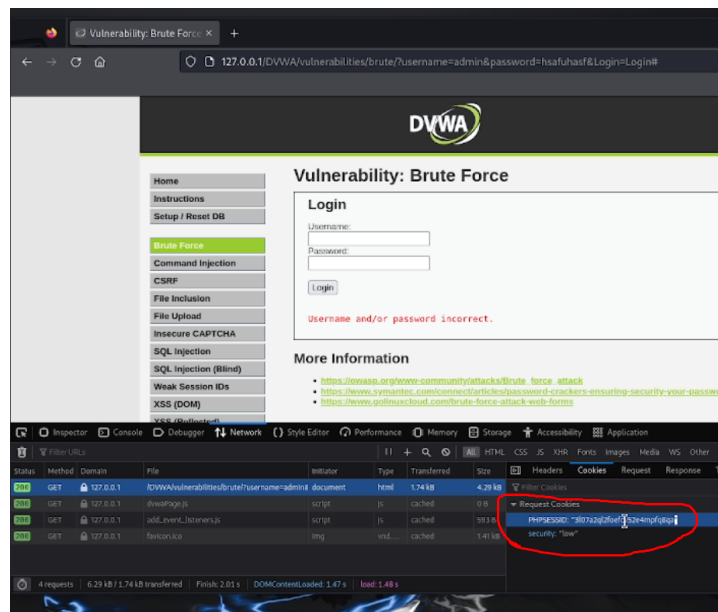 Vulnerability: Brute Force ×
+
127.0.0.1/DVWA/vulnerabilities/brute/?username=admin&password=hsafuhasf&Login=Login#
DVWA
Home
Instructions
Setup / Reset DB
Brute Force
Command Injection
CSRF
File Inclusion
File Upload
Insecure CAPTCHA
SQL Injection
SQL Injection (Blind)
Weak Session IDs
XSS (DOM)
XSS (Reflected)
Vulnerability: Brute Force
Login
Username:
Password:
Login
Username and/or password incorrect.
More Information
https://owasp.org/www-community/attacks/Brute_force_attack
https://www.symantec.com/connect/articles/password-crackers-ensuring-security-your-passwo
https://www.golinuxcloud.com/brute-force-attack-web-forms
Inspector Console Debugger Network Style Editor Performance Memory Storage Accessibility Application
Filter URLs
All HTML CSS JS XHR Fonts Images Media WS Other
Status Method Domain File Initiator Type Transferred Size
Headers Cookies Request Response
200 GET 127.0.0.1 /DVWA/vulnerabilities/brute/?username=admin& document html 1.74 kB 4.29 kB
200 GET 127.0.0.1 dvwaPage.js script js cached 0 B
200 GET 127.0.0.1 add_event_listeners.js script js cached 593 B
200 GET 127.0.0.1 favicon.ico img vnd.... cached 1.41 kB
Filter Cookies
Request Cookies
PHPSESSID:
security: "low"
4 requests 6.29 kB / 1.74 kB transferred Finish: 2.01 s DOMContentLoaded: 1.47 s load: 1.48 s